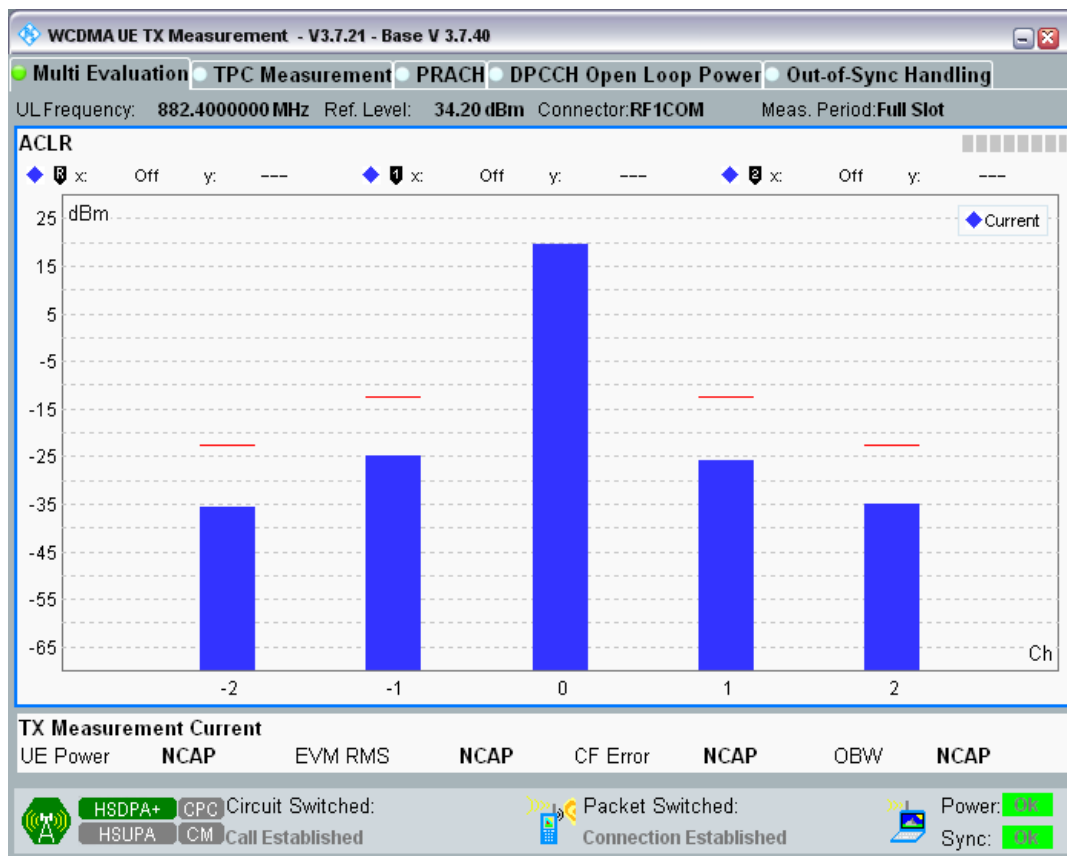 WCDMA UE TX Measurement - V3.7.21 - Base V 3.7.40
Multi Evaluation TPC Measurement PRACH DPCCH Open Loop Power Out-of-Sync Handling
UL Frequency: 882.4000000 MHz Ref. Level: 34.20 dBm Connector:RF1COM Meas. Period:Full Slot
ACLR
R x: Off y: --- 1 x: Off y: --- 2 x: Off y: ---
dBm
Current
25
15
5
-5
-15
-25
-35
-45
-55
-65
Ch
-2 -1 0 1 2
TX Measurement Current
UE Power NCAP EVM RMS NCAP CF Error NCAP OBW NCAP
HSDPA+ CPC Circuit Switched: Packet Switched: Power: Ok
HSUPA CM Call Established Connection Established Sync: Ok